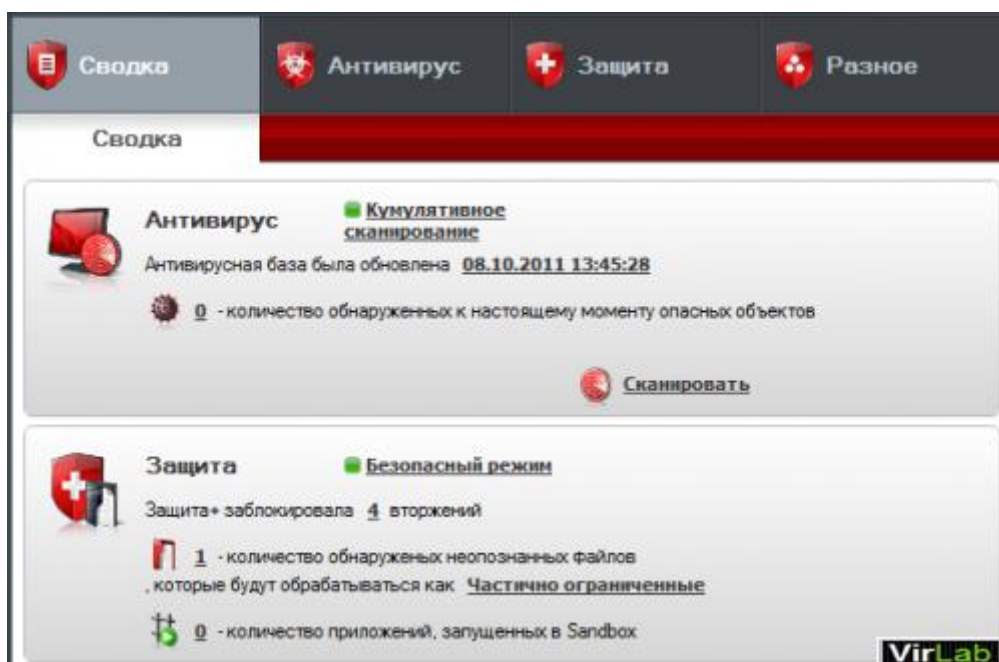 Сводка
Антивирус
Защита
Разное
Сводка
Антивирус
Кумулятивное
сканирование
Антивирусная база была обновлена 08.10.2011 13:45:28
0 - количество обнаруженных к настоящему моменту опасных объектов
Сканировать
Защита
Безопасный режим
Защита+ заблокировала 4 вторжений
1 - количество обнаруженых неопознанных файлов
, которые будут обрабатываться как Частично ограниченные
0 - количество приложений, запущенных в Sandbox
VirLab